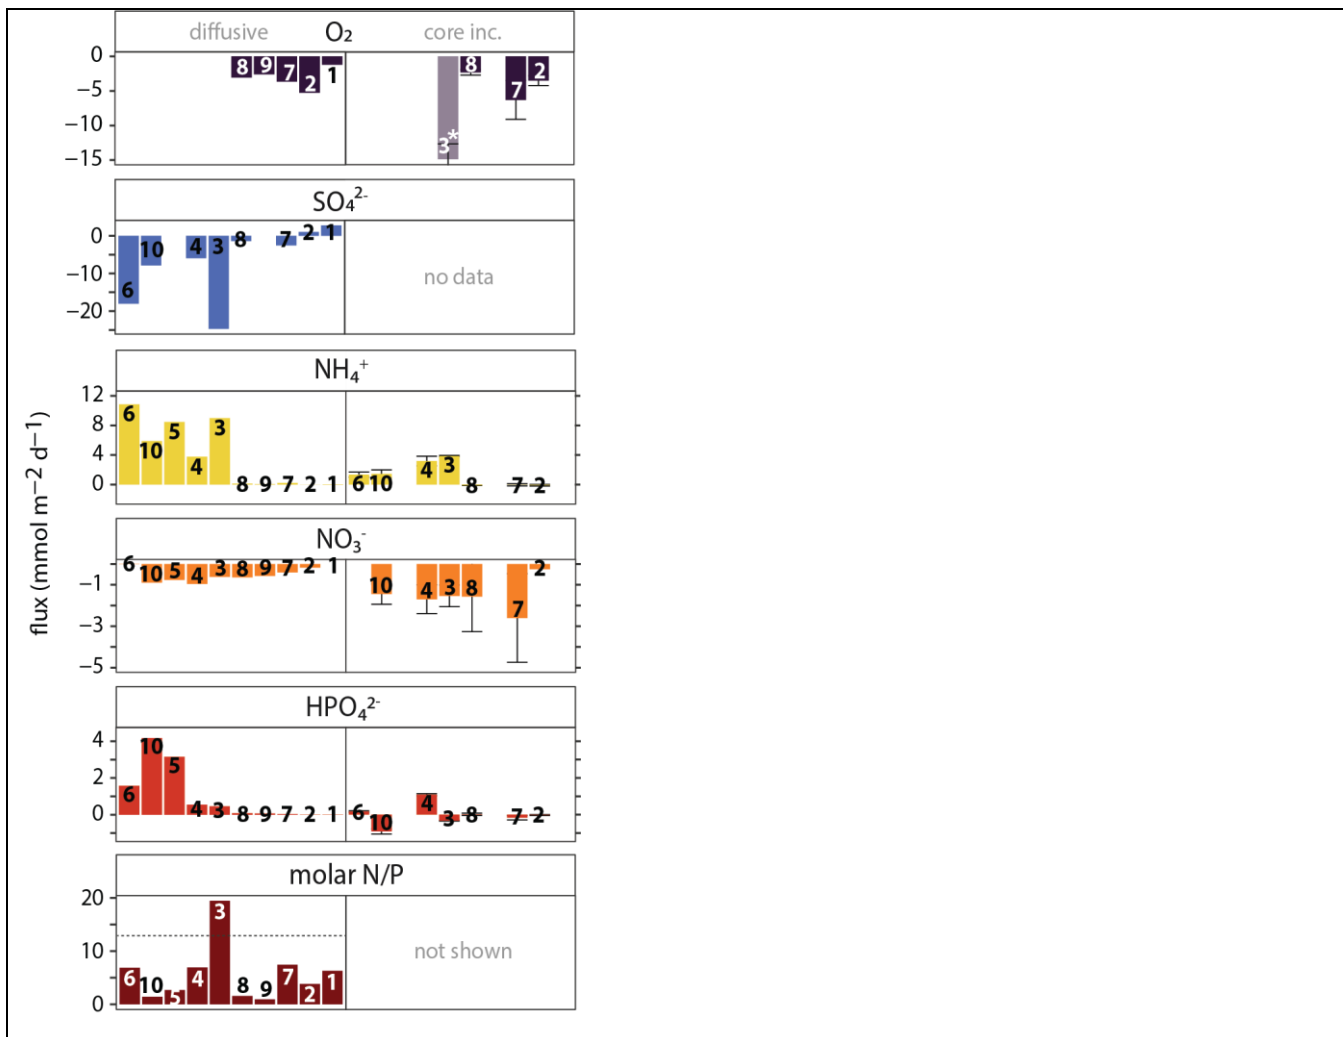 diffusive O₂ core inc.
0 8 9 7 2 1 3* 8 7 2
−5
−10
−15
SO₄²⁻
0 6 10 4 3 8 7 2 1
−10 no data
−20
NH₄⁺
12
8
4
0
6 10 5 4 3 8 9 7 2 1 6 10 4 3 8 7 2
flux (mmol m−2 d−1)
NO₃⁻
6 10 5 4 3 8 9 7 2 1 10 4 3 8 7 2
−1
−3
−5
HPO₄²⁻
4
2
0
6 10 5 4 3 8 9 7 2 1 6 10 4 3 8 7 2
molar N/P
20
10 not shown
0
6 10 5 4 3 8 9 7 2 1